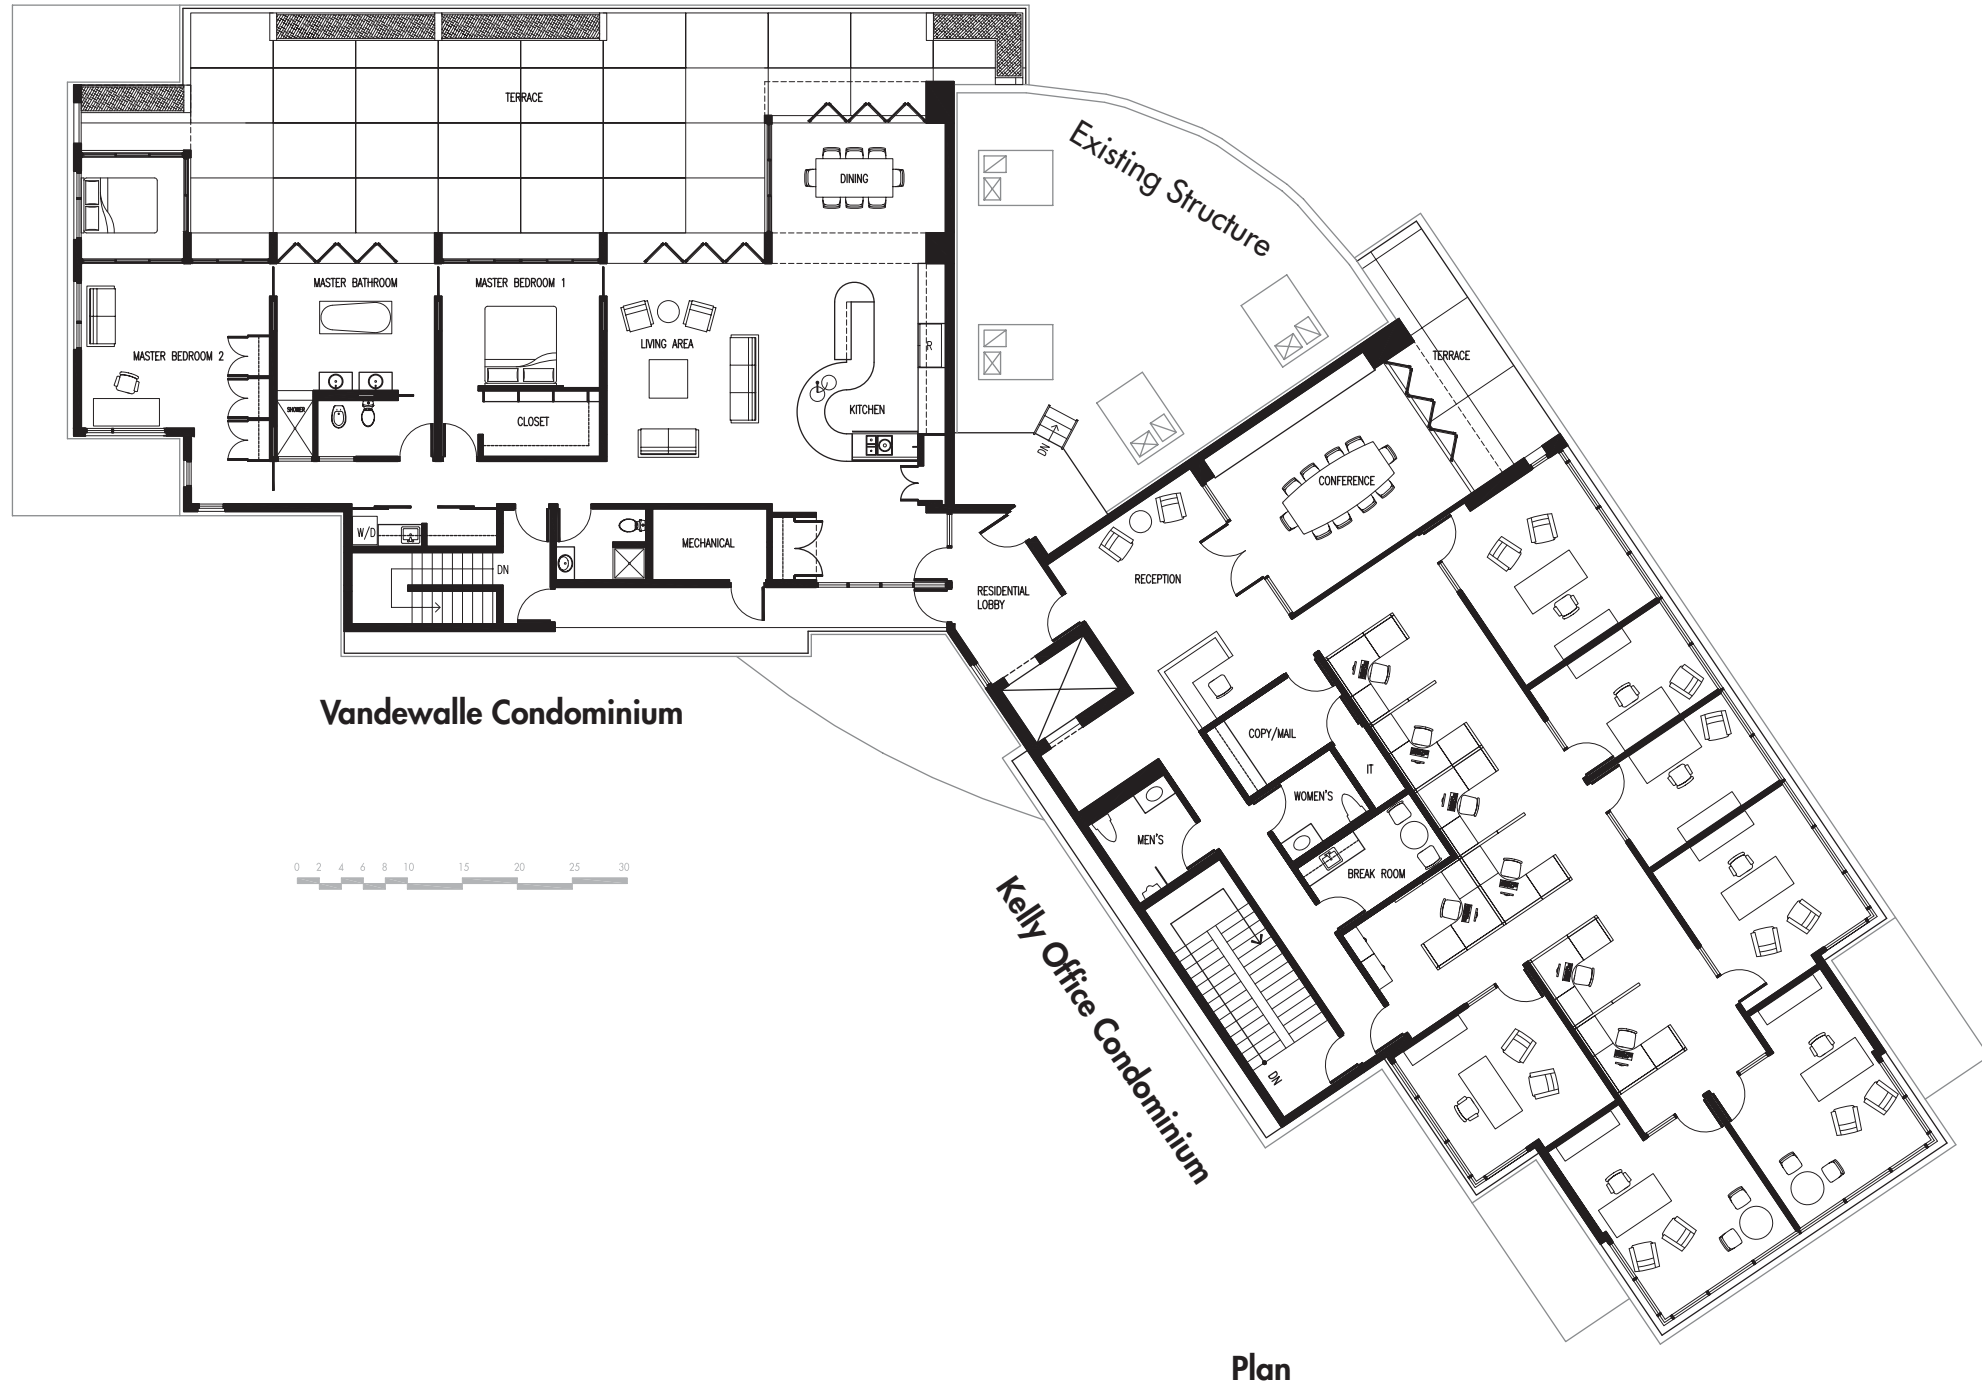 TERRACE
DINING
Existing Structure
MASTER BATHROOM
MASTER BEDROOM 1
LIVING AREA
R
MASTER BEDROOM 2
TERRACE
SHOWER
CLOSET
KITCHEN
DN
CONFERENCE
W/D
MECHANICAL
DN
RECEPTION
RESIDENTIAL
LOBBY
Vandewalle Condominium
COPY/MAIL
IT
WOMEN'S
MEN'S
BREAK ROOM
0 2 4 6 8 10 15 20 25 30
Kelly Office Condominium
DN
Plan